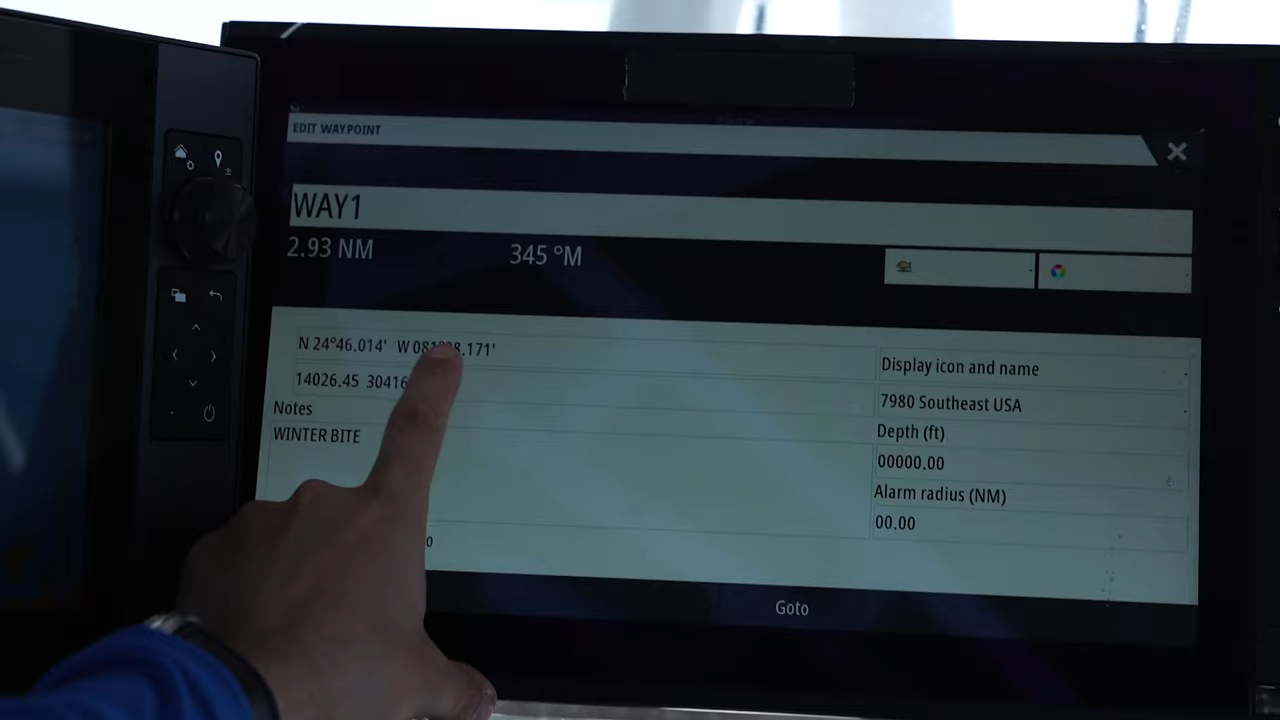 EDIT WAYPOINT
WAY1
2.93 NM 345 °M
N 24°46.014' W
14026.45
Notes
WINTER BITE
Display icon and name
7980 Southeast USA
Depth (ft)
00000.00
Alarm radius (NM)
00.00
Goto